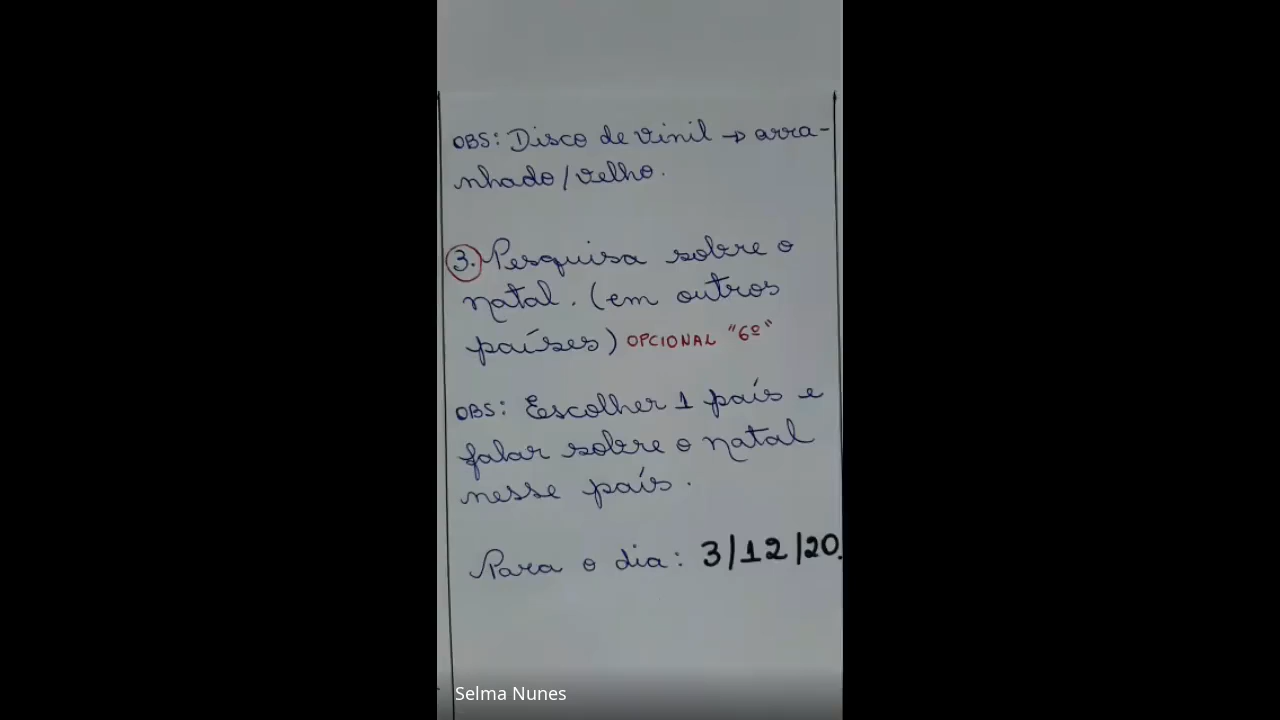 OBS: Disco de vinil → arra-
nhado/velho.
3. Pesquisa sobre o
natal. (em outros
países) OPCIONAL "6º"
OBS: Escolher 1 país e
falar sobre o natal
nesse país.
Para o dia: 3/12/20.
Selma Nunes